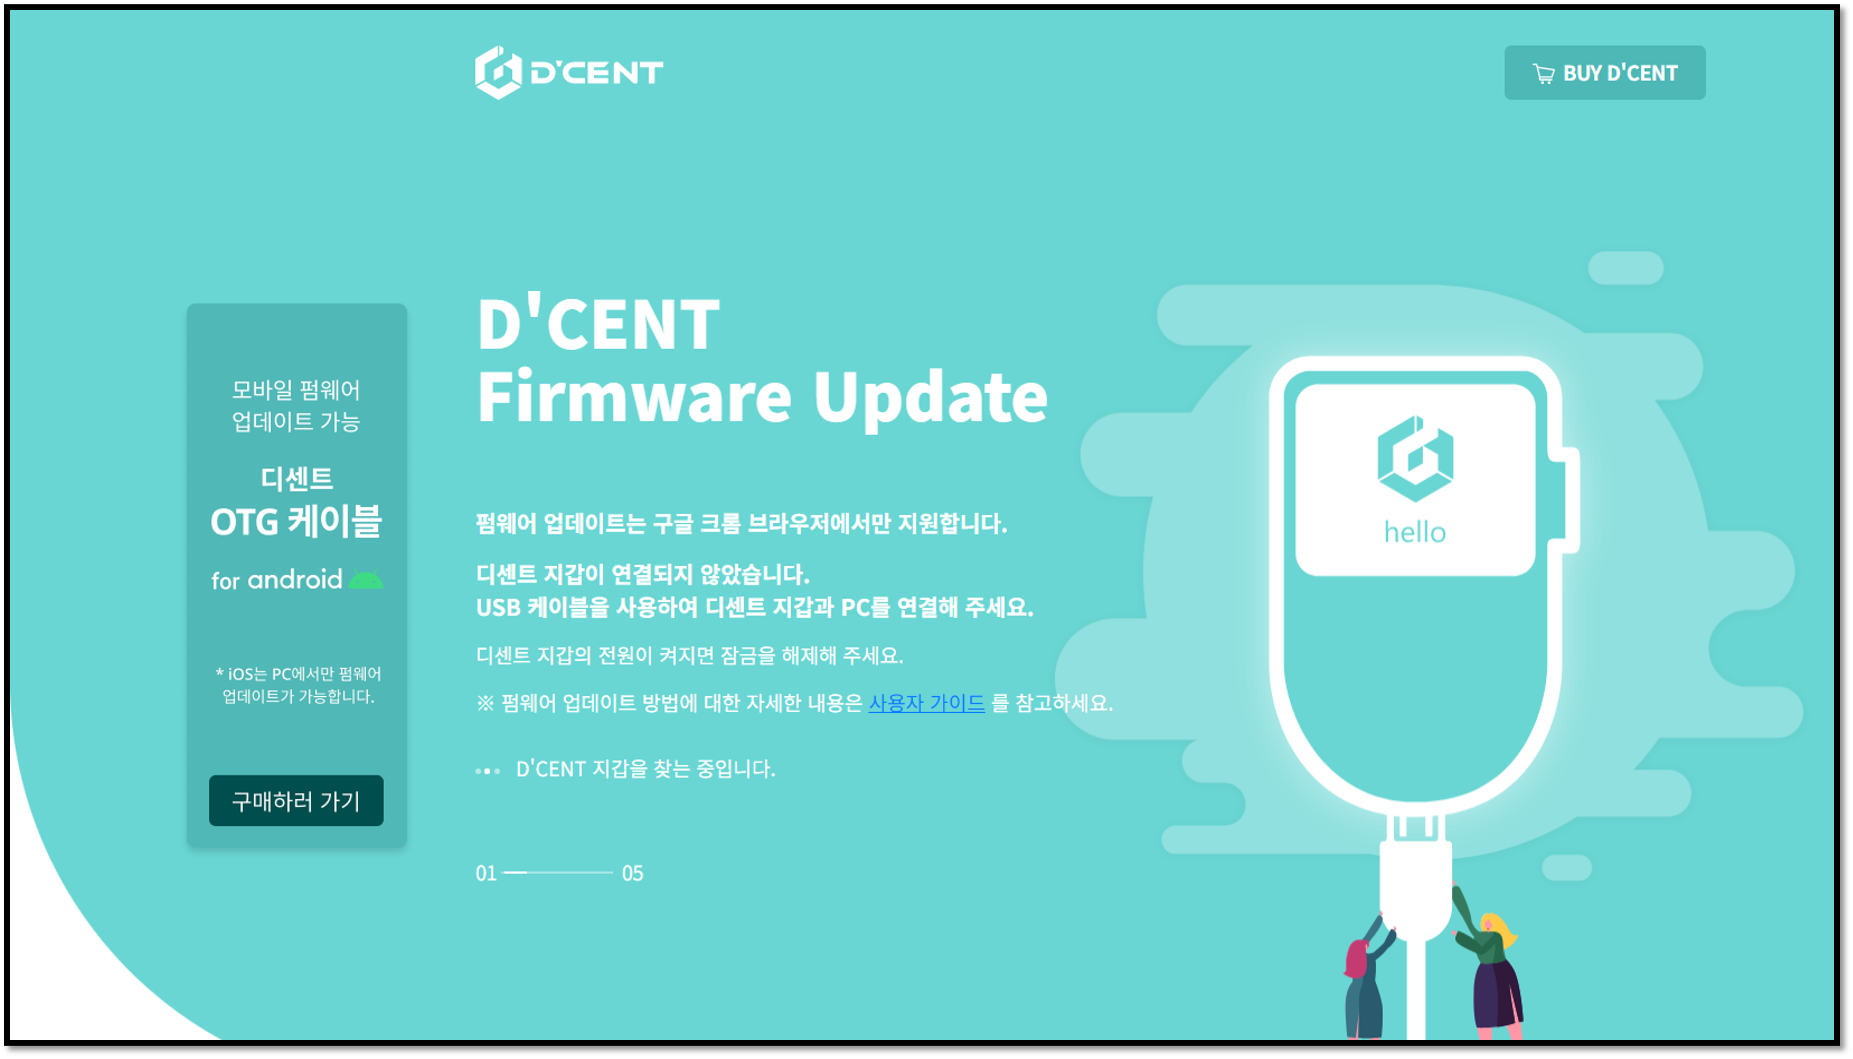 D'CENT
BUY D'CENT
모바일 펌웨어
업데이트 가능
디센트
OTG 케이블
for android
* iOS는 PC에서만 펌웨어
업데이트가 가능합니다.
구매하러 가기
D'CENT
Firmware Update
펌웨어 업데이트는 구글 크롬 브라우저에서만 지원합니다.
디센트 지갑이 연결되지 않았습니다.
USB 케이블을 사용하여 디센트 지갑과 PC를 연결해 주세요.
디센트 지갑의 전원이 켜지면 잠금을 해제해 주세요.
※ 펌웨어 업데이트 방법에 대한 자세한 내용은 사용자 가이드 를 참고하세요.
D'CENT 지갑을 찾는 중입니다.
01 05
hello